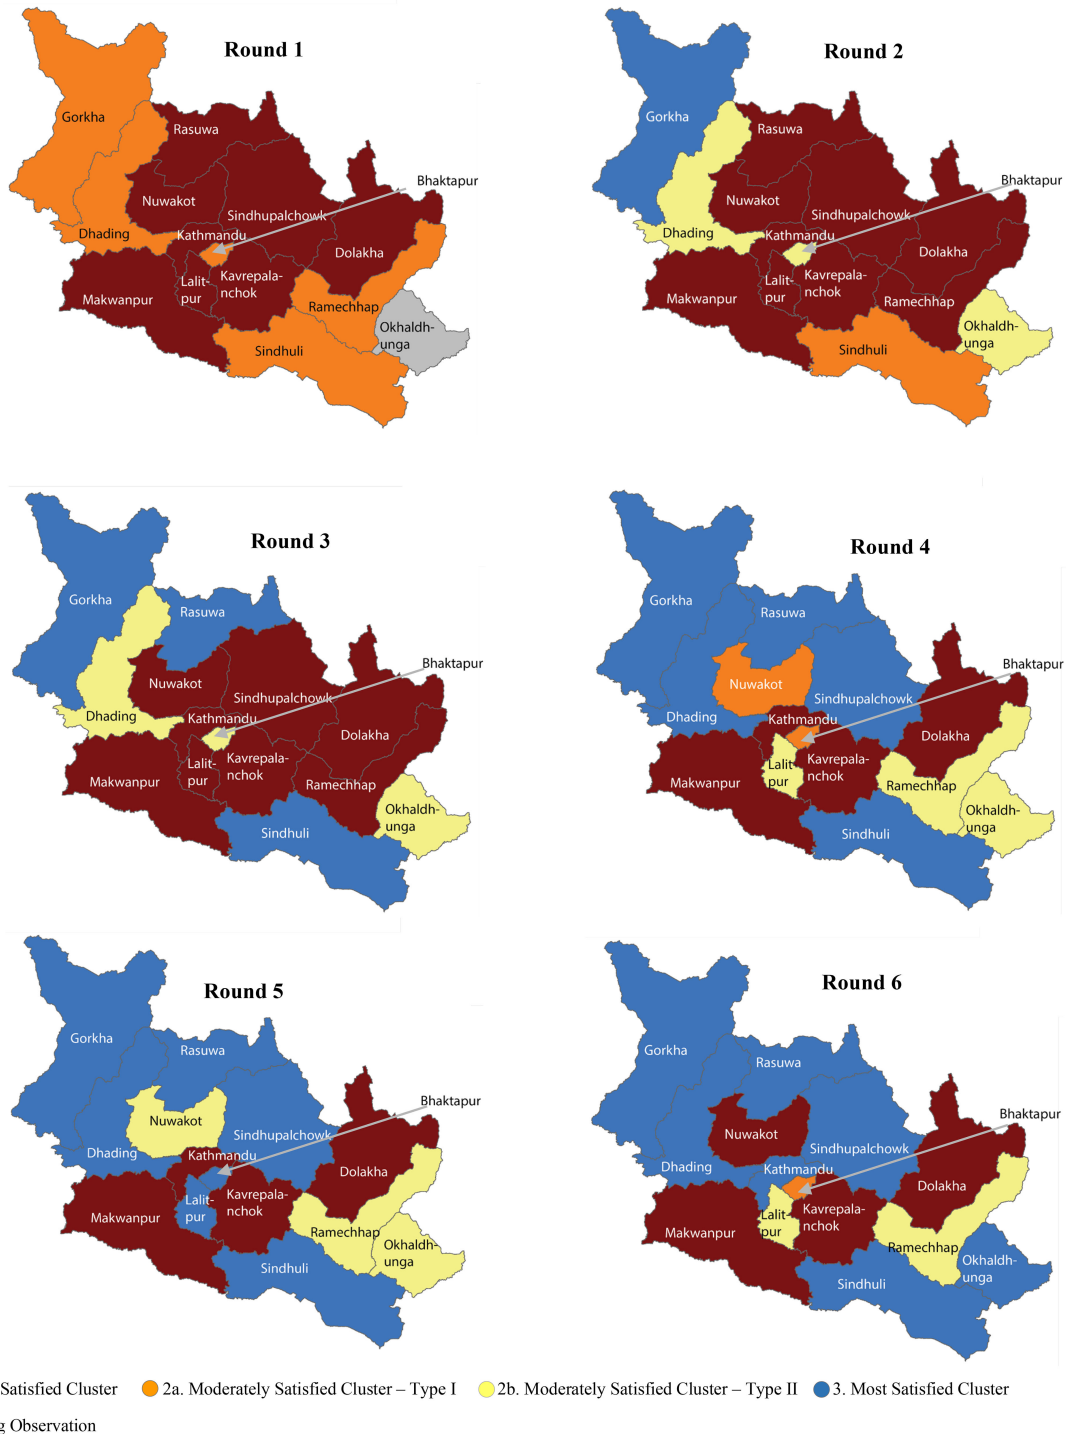 Round 1
Gorkha
Rasuwa
Bhaktapur
Nuwakot
Sindhupalchowk
Dhading
Kathmandu
Dolakha
Lalit-
pur
Kavrepala-
nchok
Makwanpur
Ramechhap
Okhaldh-
unga
Sindhuli
Round 2
Gorkha
Rasuwa
Bhaktapur
Nuwakot
Sindhupalchowk
Dhading
Kathmandu
Dolakha
Lalit-
pur
Kavrepala-
nchok
Makwanpur
Ramechhap
Okhaldh-
unga
Sindhuli
Round 3
Gorkha
Rasuwa
Bhaktapur
Nuwakot
Sindhupalchowk
Dhading
Kathmandu
Dolakha
Lalit-
pur
Kavrepala-
nchok
Makwanpur
Ramechhap
Okhaldh-
unga
Sindhuli
Round 4
Gorkha
Rasuwa
Bhaktapur
Nuwakot
Sindhupalchowk
Dhading
Kathmandu
Dolakha
Lalit-
pur
Kavrepala-
nchok
Makwanpur
Ramechhap
Okhaldh-
unga
Sindhuli
Round 5
Gorkha
Rasuwa
Bhaktapur
Nuwakot
Sindhupalchowk
Dhading
Kathmandu
Dolakha
Lalit-
pur
Kavrepala-
nchok
Makwanpur
Ramechhap
Okhaldh-
unga
Sindhuli
Round 6
Gorkha
Rasuwa
Bhaktapur
Nuwakot
Sindhupalchowk
Dhading
Kathmandu
Dolakha
Lalit-
pur
Kavrepala-
nchok
Makwanpur
Ramechhap
Okhaldh-
unga
Sindhuli
Satisfied Cluster 2a. Moderately Satisfied Cluster – Type I 2b. Moderately Satisfied Cluster – Type II 3. Most Satisfied Cluster
g Observation